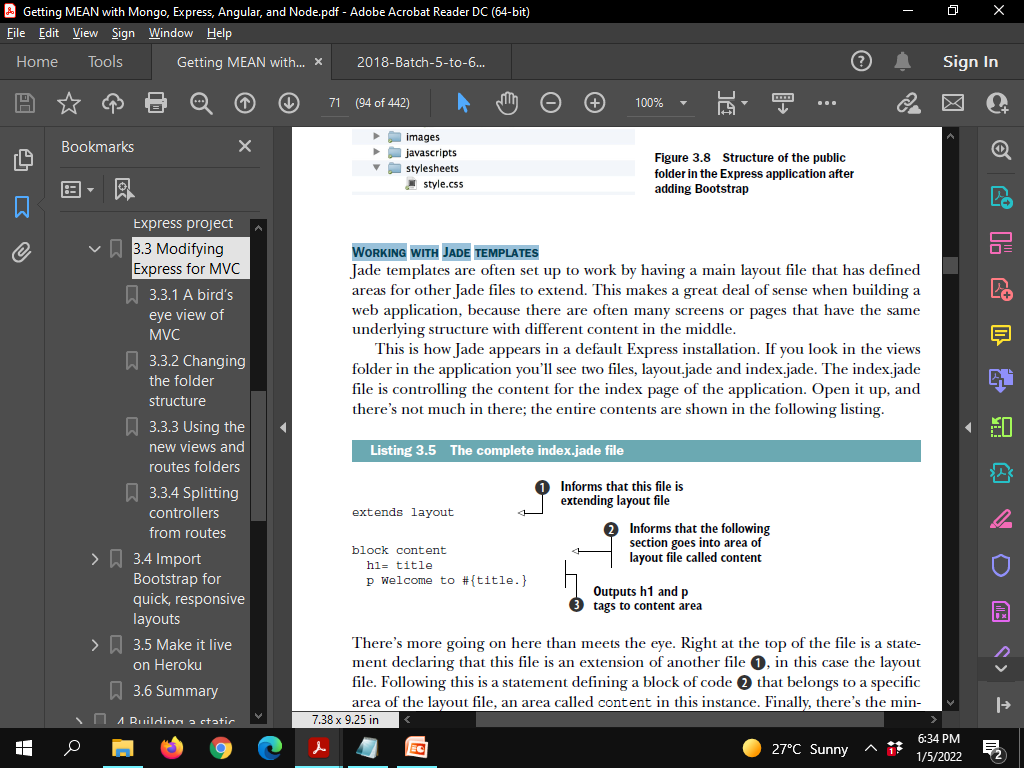 Getting MEAN with Mongo, Express, Angular, and Node.pdf - Adobe Acrobat Reader DC (64-bit)
File Edit View Sign Window Help
Home Tools Getting MEAN with... × 2018-Batch-5-to-6... Sign In
71 (94 of 442) 100%
Bookmarks
Express project
3.3 Modifying
Express for MVC
3.3.1 A bird's
eye view of
MVC
3.3.2 Changing
the folder
structure
3.3.3 Using the
new views and
routes folders
3.3.4 Splitting
controllers
from routes
3.4 Import
Bootstrap for
quick, responsive
layouts
3.5 Make it live
on Heroku
3.6 Summary
4 Building a static
images
javascripts
stylesheets
style.css
Figure 3.8 Structure of the public
folder in the Express application after
adding Bootstrap
WORKING WITH JADE TEMPLATES
Jade templates are often set up to work by having a main layout file that has defined
areas for other Jade files to extend. This makes a great deal of sense when building a
web application, because there are often many screens or pages that have the same
underlying structure with different content in the middle.
This is how Jade appears in a default Express installation. If you look in the views
folder in the application you'll see two files, layout.jade and index.jade. The index.jade
file is controlling the content for the index page of the application. Open it up, and
there's not much in there; the entire contents are shown in the following listing.
Listing 3.5 The complete index.jade file
1 Informs that this file is
extending layout file
extends layout
2 Informs that the following
section goes into area of
layout file called content
block content
h1= title
p Welcome to #{title.}
3 Outputs h1 and p
tags to content area
There's more going on here than meets the eye. Right at the top of the file is a state-
ment declaring that this file is an extension of another file 1, in this case the layout
file. Following this is a statement defining a block of code 2 that belongs to a specific
area of the layout file, an area called content in this instance. Finally, there's the min-
7.38 x 9.25 in
27°C Sunny
6:34 PM
1/5/2022
2